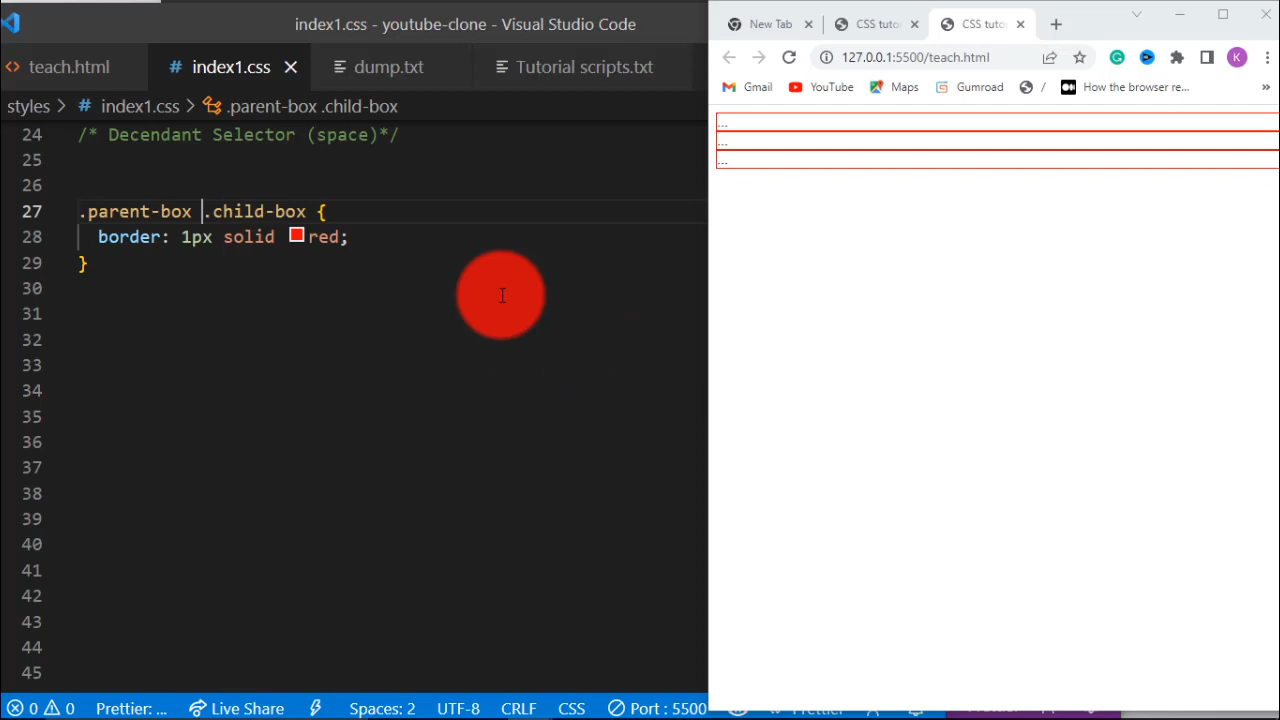 index1.css - youtube-clone - Visual Studio Code
teach.html
# index1.css
dump.txt
Tutorial scripts.txt
styles > # index1.css > .parent-box .child-box
24 /* Decendant Selector (space)*/
25
26
27 .parent-box .child-box {
28 border: 1px solid red;
29 }
30
31
32
33
34
35
36
37
38
39
40
41
42
43
44
45
0 0 Prettier: ... Live Share Spaces: 2 UTF-8 CRLF CSS Port : 5500
New Tab
CSS tuto
CSS tuto
127.0.0.1:5500/teach.html
K
Gmail YouTube Maps Gumroad / How the browser re... »
...
...
...